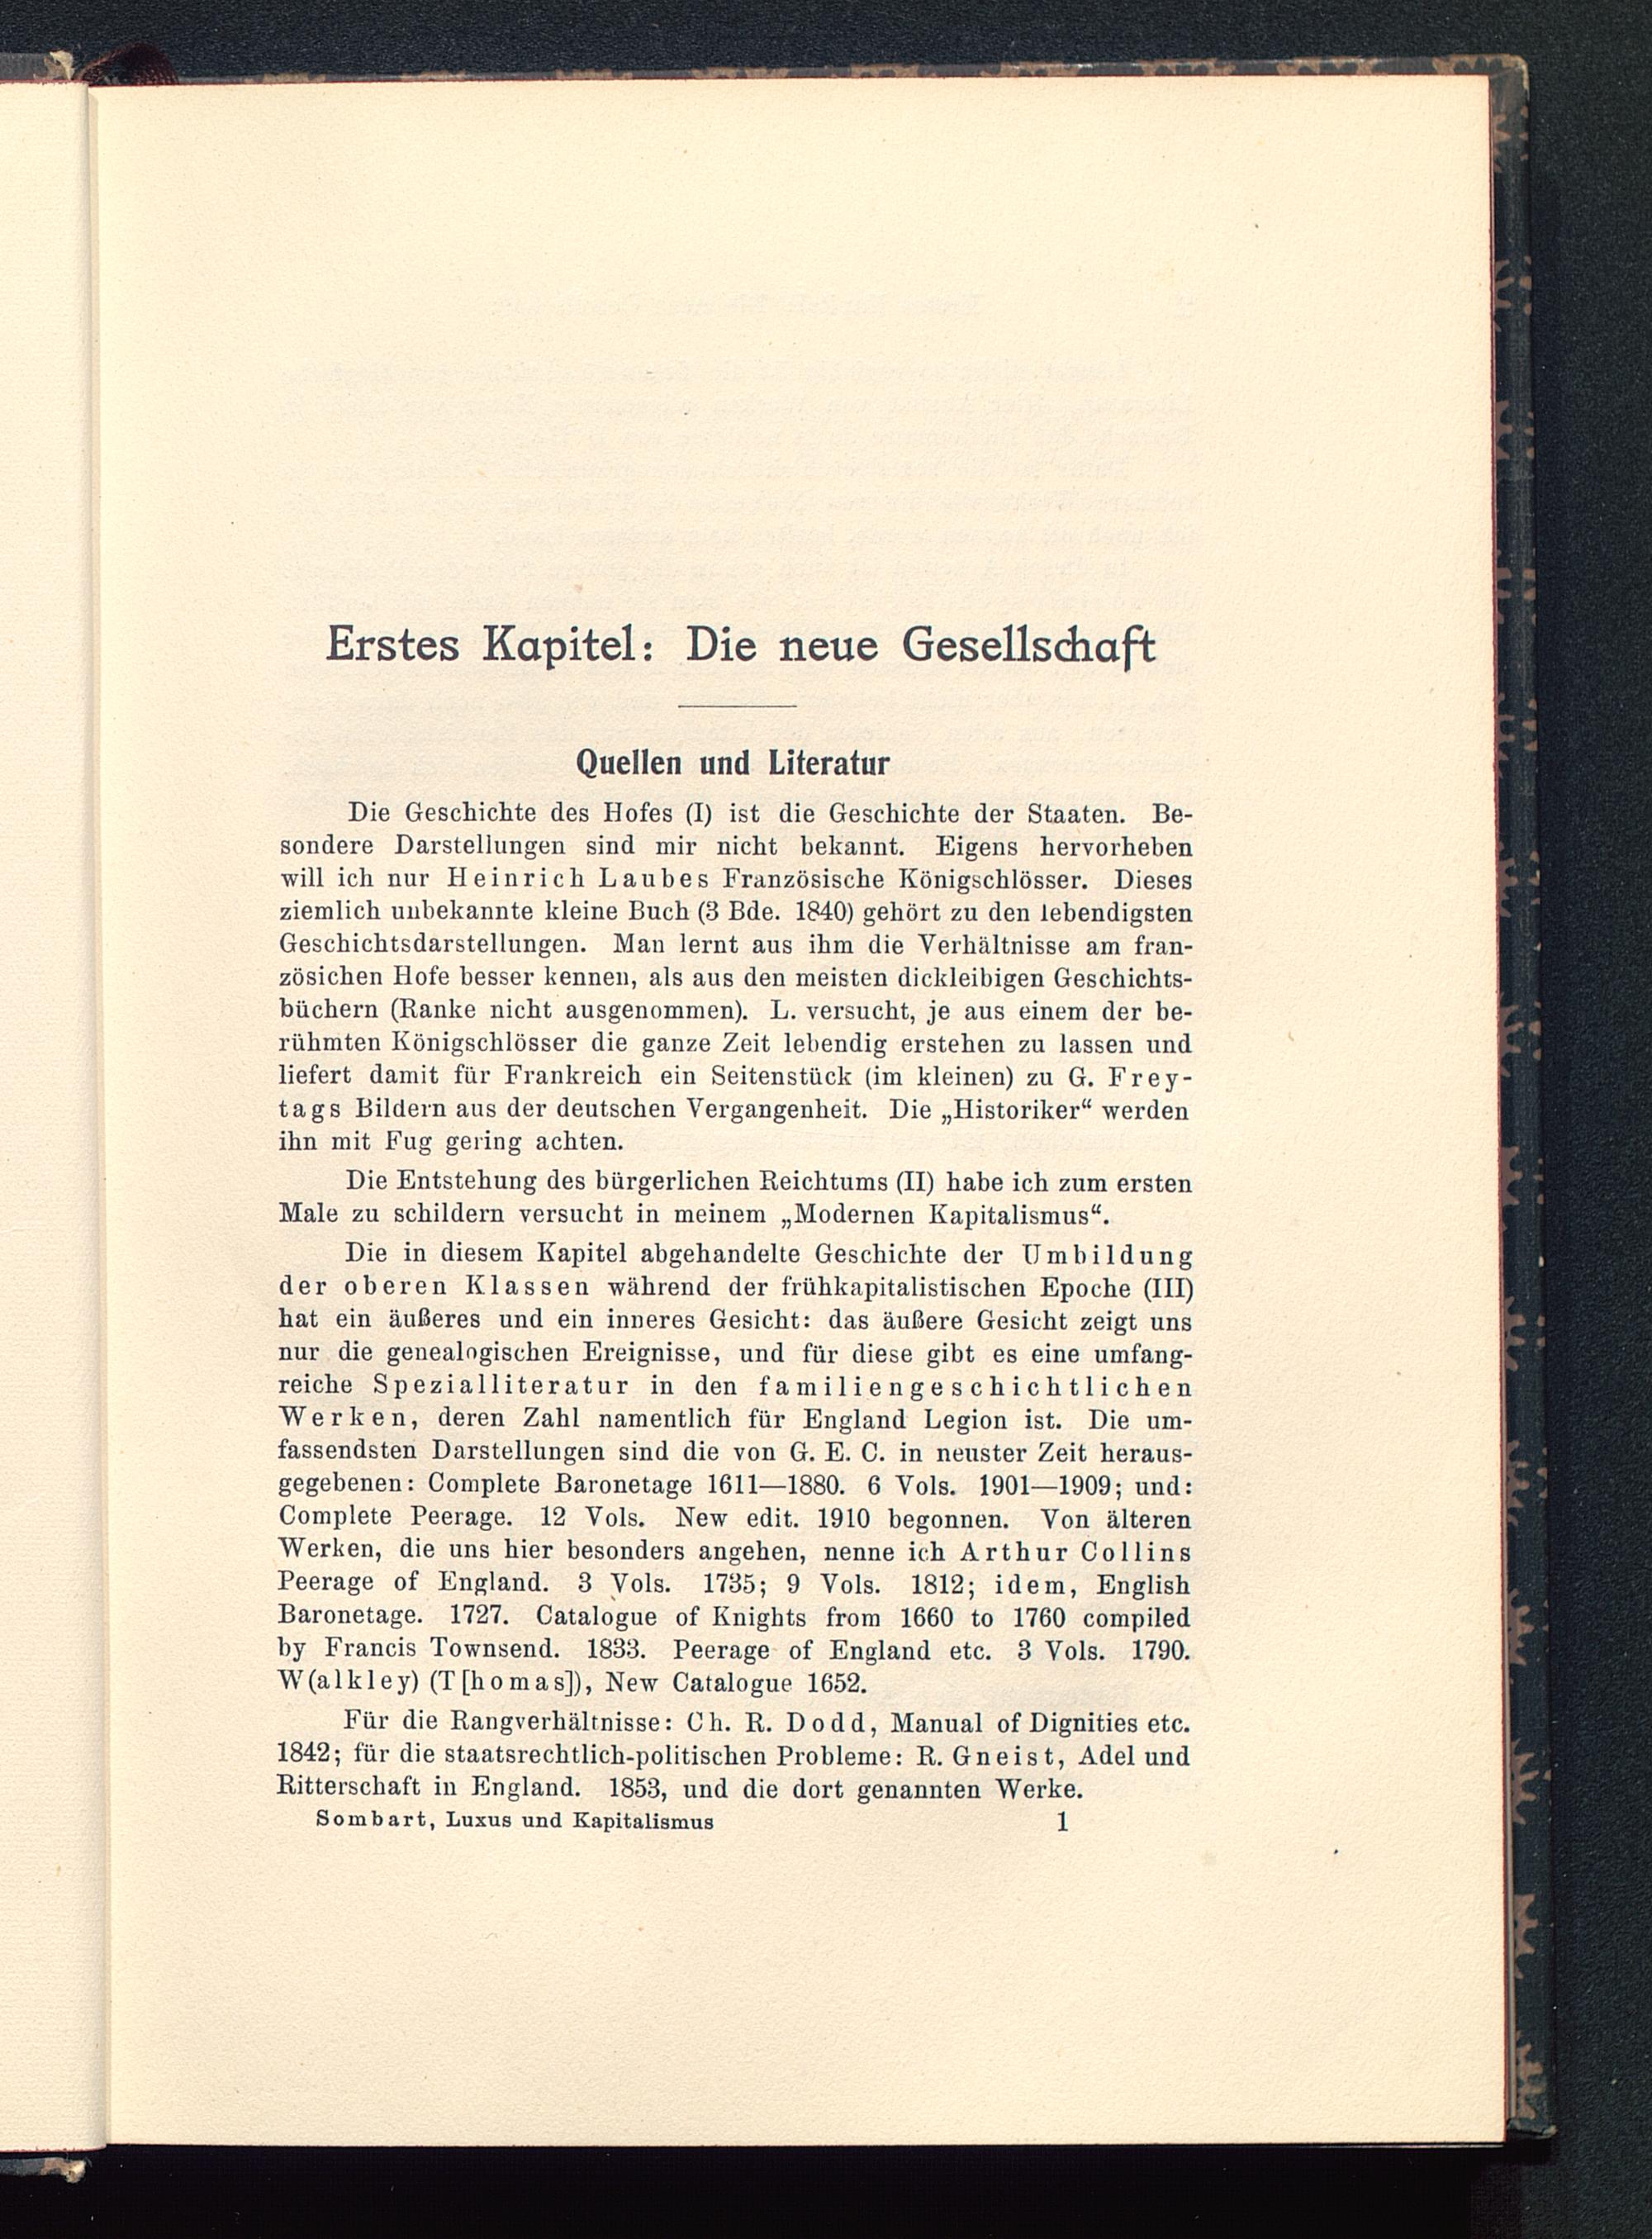 Erstes Kapitel: Die neue Gesellschaft
Quellen und Literatur
Die Geschichte des Hofes (I) ist die Geschichte der Staaten. Be-
sondere Darstellungen sind mir nicht bekannt. Eigens hervorheben
will ich nur Heinrich Laubes Französische Königschlösser. Dieses
ziemlich unbekannte kleine Buch (3 Bde. 1840) gehört zu den lebendigsten
Geschichtsdarstellungen. Man lernt aus ihm die Verhältnisse am fran-
zösichen Hofe besser kennen, als aus den meisten dickleibigen Geschichts-
büchern (Ranke nicht ausgenommen). L. versucht, je aus einem der be-
rühmten Königschlösser die ganze Zeit lebendig erstehen zu lassen und
liefert damit für Frankreich ein Seitenstück (im kleinen) zu G. Frey-
tags Bildern aus der deutschen Vergangenheit. Die „Historiker“ werden
ihn mit Fug gering achten.
Die Entstehung des bürgerlichen Reichtums (II) habe ich zum ersten
Male zu schildern versucht in meinem „Modernen Kapitalismus“.
Die in diesem Kapitel abgehandelte Geschichte der Umbildung
der oberen Klassen während der frühkapitalistischen Epoche (III)
hat ein äußeres und ein inneres Gesicht: das äußere Gesicht zeigt uns
nur die genealogischen Ereignisse, und für diese gibt es eine umfang-
reiche Spezialliteratur in den familiengeschichtlichen
Werken, deren Zahl namentlich für England Legion ist. Die um-
fassendsten Darstellungen sind die von G. E. C. in neuster Zeit heraus-
gegebenen: Complete Baronetage 1611—1880. 6 Vols. 1901—1909; und:
Complete Peerage. 12 Vols. New edit. 1910 begonnen. Von älteren
Werken, die uns hier besonders angehen, nenne ich Arthur Collins
Peerage of England. 3 Vols. 1735; 9 Vols. 1812; idem, English
Baronetage. 1727. Catalogue of Knights from 1660 to 1760 compiled
by Francis Townsend. 1833. Peerage of England etc. 3 Vols. 1790.
W(alkley) (T[homas]), New Catalogue 1652.
Für die Rangverhältnisse: Ch. R. Dodd, Manual of Dignities etc.
1842; für die staatsrechtlich-politischen Probleme: R. Gneist, Adel und
Ritterschaft in England. 1853, und die dort genannten Werke.
Sombart, Luxus und Kapitalismus 1